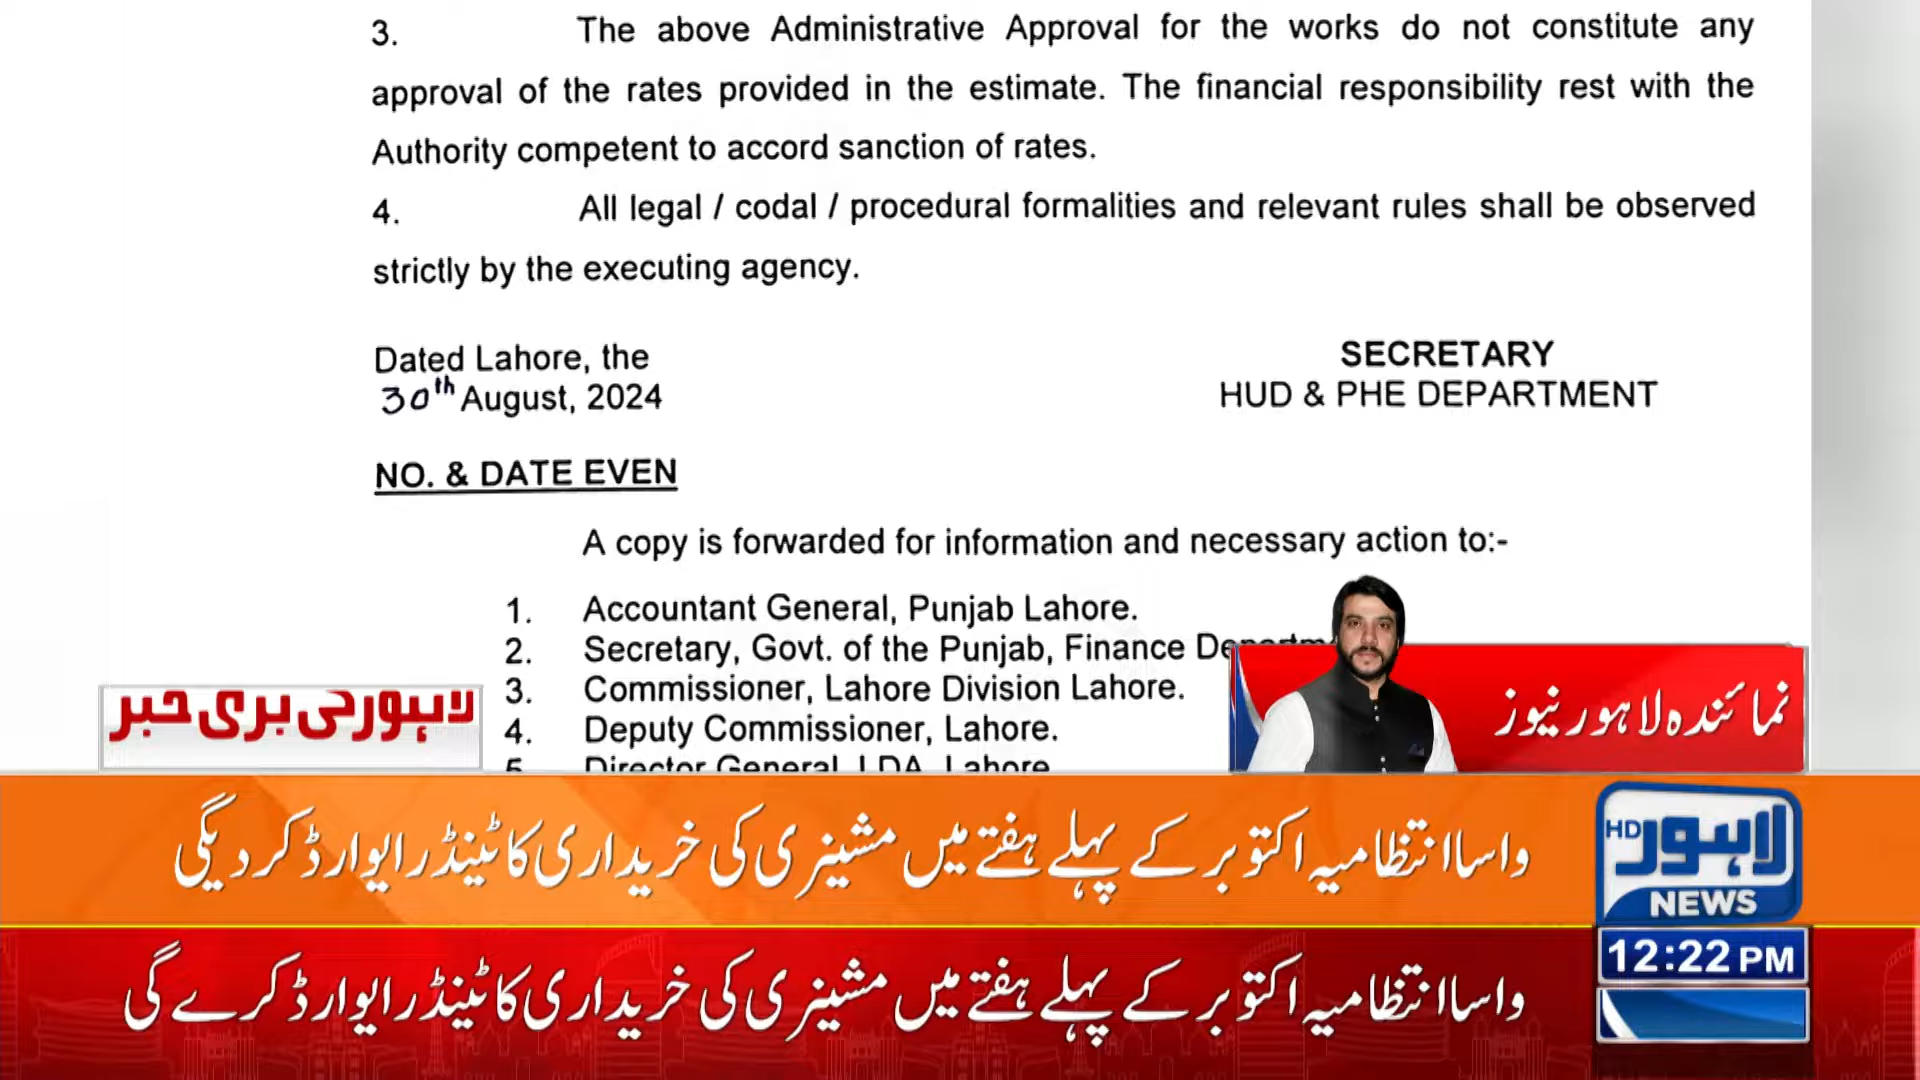 3. The above Administrative Approval for the works do not constitute any
approval of the rates provided in the estimate. The financial responsibility rest with the
Authority competent to accord sanction of rates.
4. All legal / codal / procedural formalities and relevant rules shall be observed
strictly by the executing agency.
Dated Lahore, the
30th August, 2024
SECRETARY
HUD & PHE DEPARTMENT
NO. & DATE EVEN
A copy is forwarded for information and necessary action to:-
1. Accountant General, Punjab Lahore.
2. Secretary, Govt. of the Punjab, Finance
3. Commissioner, Lahore Division Lahore.
4. Deputy Commissioner, Lahore.
5. Director General, LDA, Lahore
لاہور کی بڑی خبر
نمائندہ لاہور نیوز
واسا انتظامیہ اکتوبر کے پہلے ہفتے میں مشینری کی خریداری کا ٹینڈر ایوارڈ کر دیگی
لاہور HD
NEWS
12:22 PM
واسا انتظامیہ اکتوبر کے پہلے ہفتے میں مشینری کی خریداری کا ٹینڈر ایوارڈ کرے گی